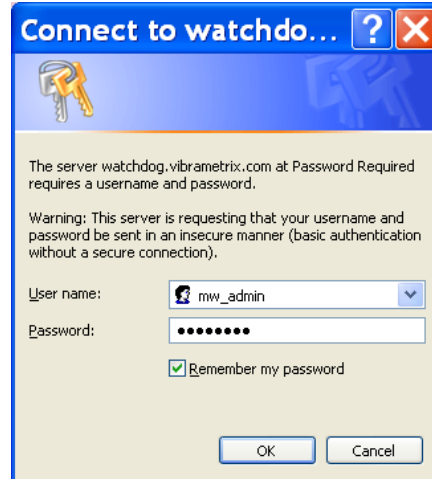 Connect to watchdo...
The server watchdog.vibrametrix.com at Password Required
requires a username and password.
Warning: This server is requesting that your username and
password be sent in an insecure manner (basic authentication
without a secure connection).
User name: mw_admin
Password: ●●●●●●●●
Remember my password
OK Cancel